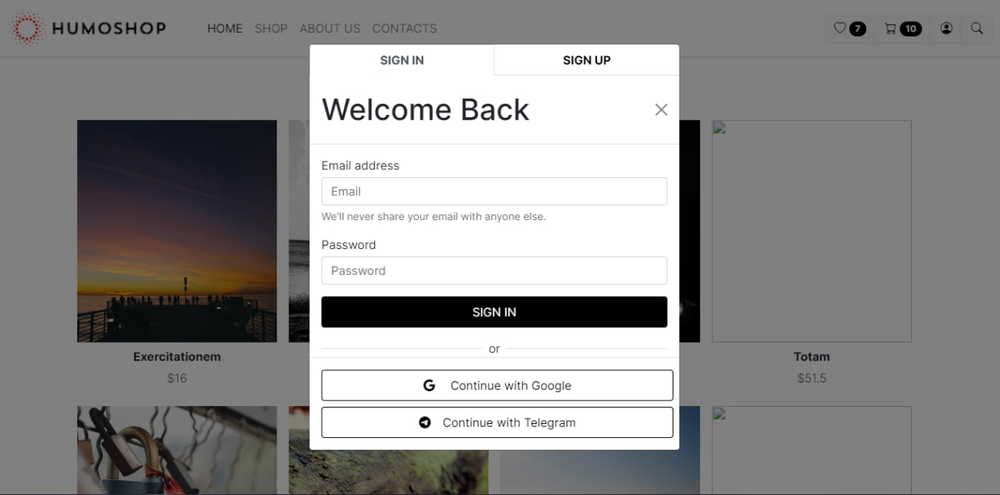 HUMOSHOP
HOME SHOP ABOUT US CONTACTS
7 10
SIGN IN SIGN UP
Welcome Back
Email address
Email
We'll never share your email with anyone else.
Password
Password
SIGN IN
or
Continue with Google
Continue with Telegram
Exercitationem
$16
Totam
$51.5